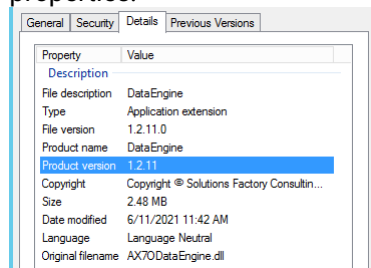 properties.
General Security Details Previous Versions
Property Value
Description
File description DataEngine
Type Application extension
File version 1.2.11.0
Product name DataEngine
Product version 1.2.11
Copyright Copyright © Solutions Factory Consultin...
Size 2.48 MB
Date modified 6/11/2021 11:42 AM
Language Language Neutral
Original filename AX7ODataEngine.dll